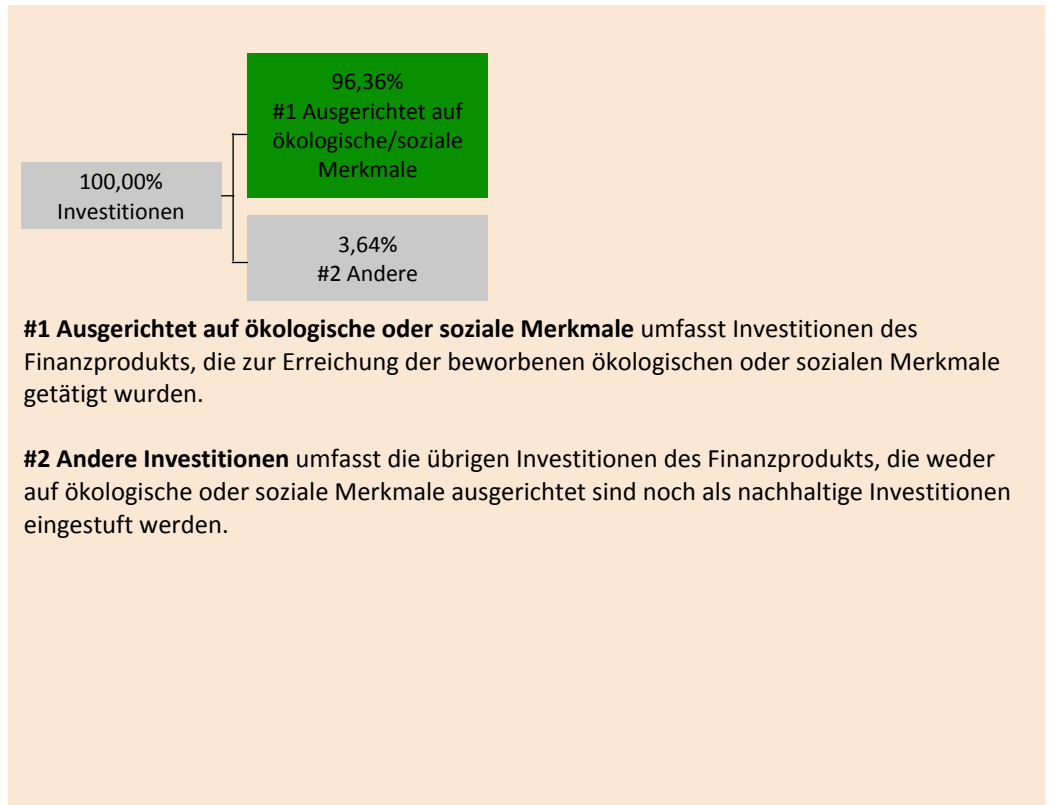 96,36%
#1 Ausgerichtet auf
ökologische/soziale
Merkmale
100,00%
Investitionen
3,64%
#2 Andere
#1 Ausgerichtet auf ökologische oder soziale Merkmale umfasst Investitionen des
Finanzprodukts, die zur Erreichung der beworbenen ökologischen oder sozialen Merkmale
getätigt wurden.
#2 Andere Investitionen umfasst die übrigen Investitionen des Finanzprodukts, die weder
auf ökologische oder soziale Merkmale ausgerichtet sind noch als nachhaltige Investitionen
eingestuft werden.